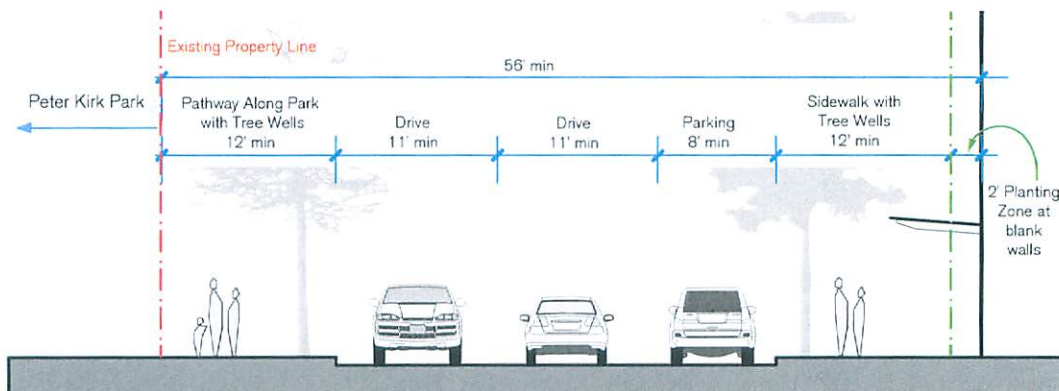 Existing Property Line
56' min
Peter Kirk Park
Pathway Along Park
with Tree Wells
12' min
Drive
11' min
Drive
11' min
Parking
8' min
Sidewalk with
Tree Wells
12' min
2' Planting
Zone at
blank
walls